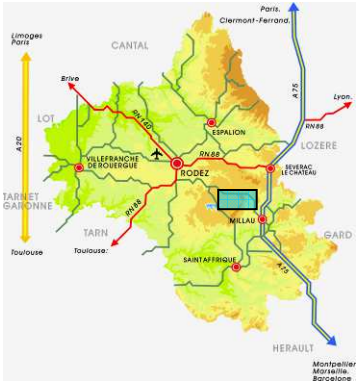 Paris.
Clermont-Ferrand.
Limoges
Paris
CANTAL
Brive
A75
Lyon.
RN88
LOT
RN140
ESPALION
A20
LOZERE
VILLEFRANCHE
DE ROUERGUE
RODEZ
RN88
SEVERAC
LE CHATEAU
TARN ET
GARONNE
RN88
MILLAU
TARN
Toulouse.
SAINT AFFRIQUE
GARD
Toulouse
A75
HERAULT
Montpellier
Marseille.
Barcelone